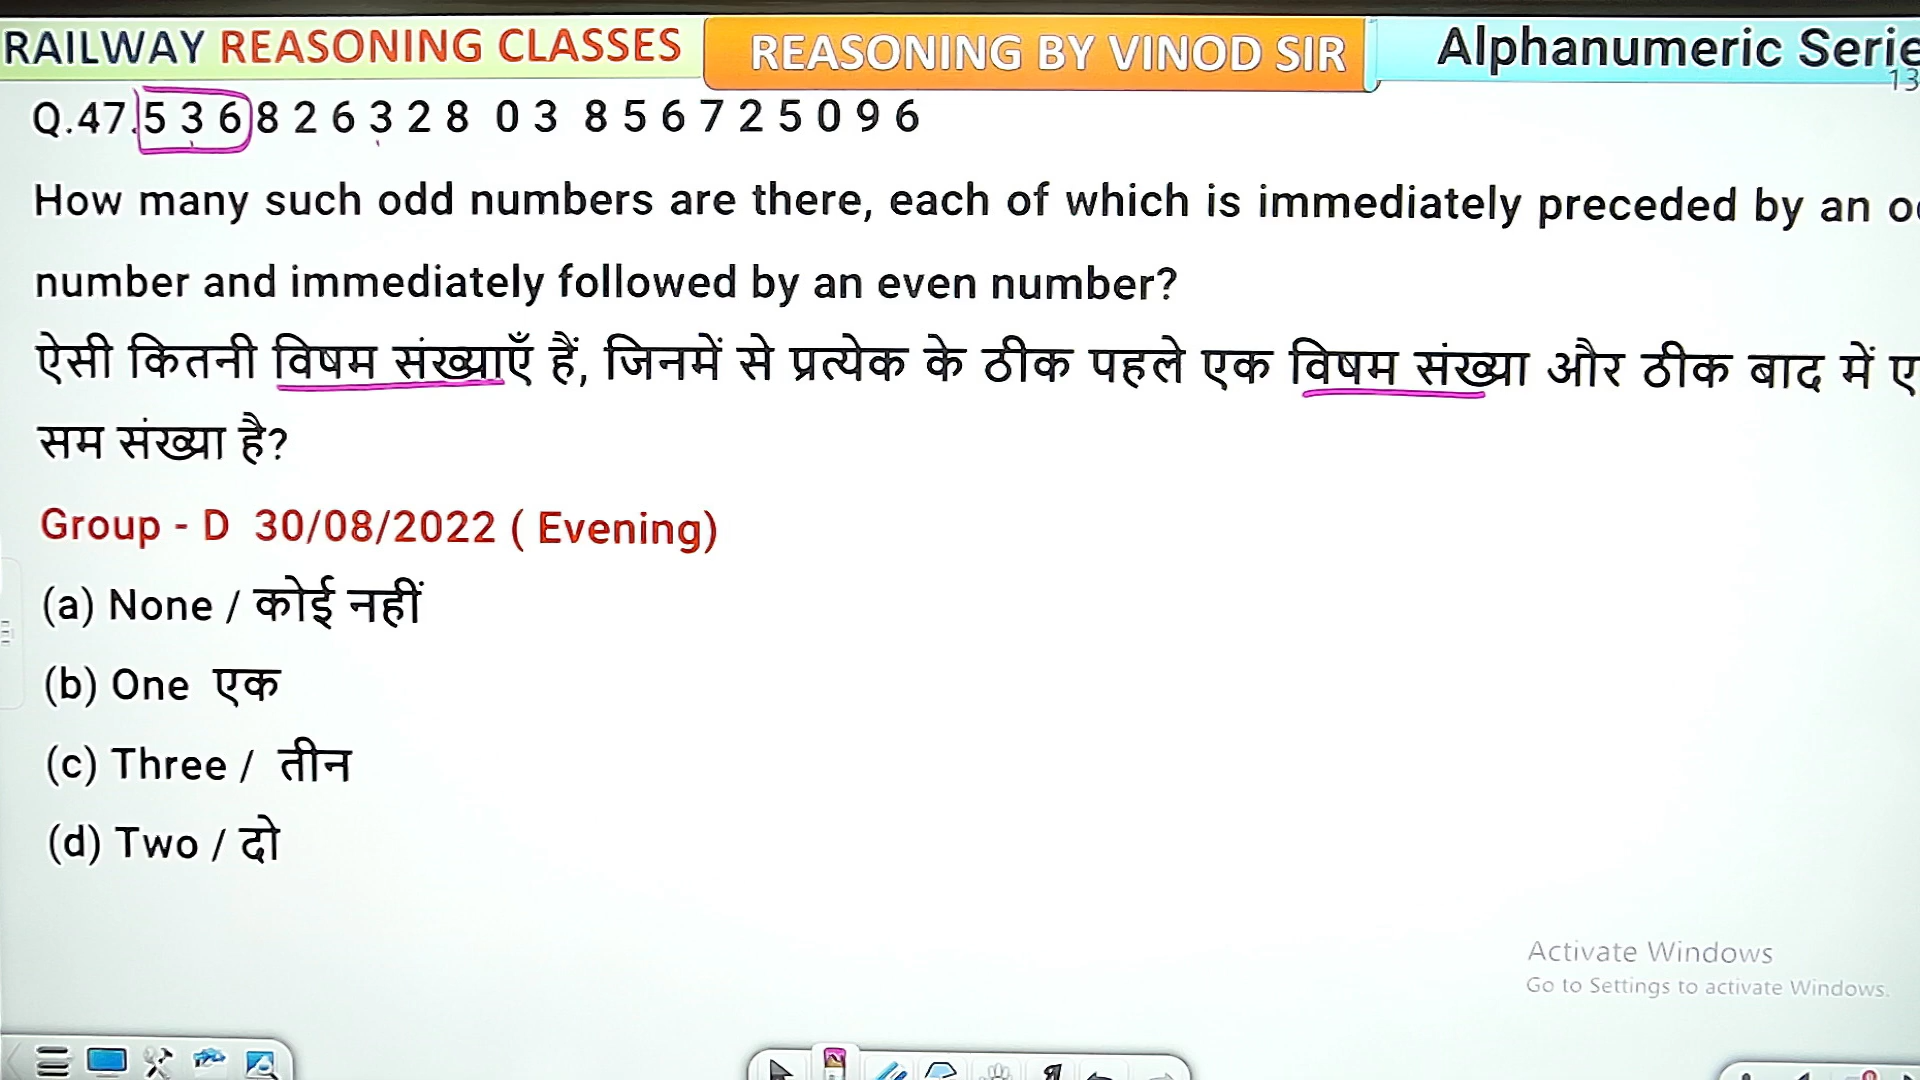 RAILWAY REASONING CLASSES
REASONING BY VINOD SIR
Alphanumeric Serie
13
Q.47.5 3 6 8 2 6 3 2 8 0 3 8 5 6 7 2 5 0 9 6
How many such odd numbers are there, each of which is immediately preceded by an o
number and immediately followed by an even number?
ऐसी कितनी विषम संख्याएँ हैं, जिनमें से प्रत्येक के ठीक पहले एक विषम संख्या और ठीक बाद में ए
सम संख्या है?
Group - D 30/08/2022 ( Evening)
(a) None / कोई नहीं
(b) One एक
(c) Three / तीन
(d) Two / दो
Activate Windows
Go to Settings to activate Windows.